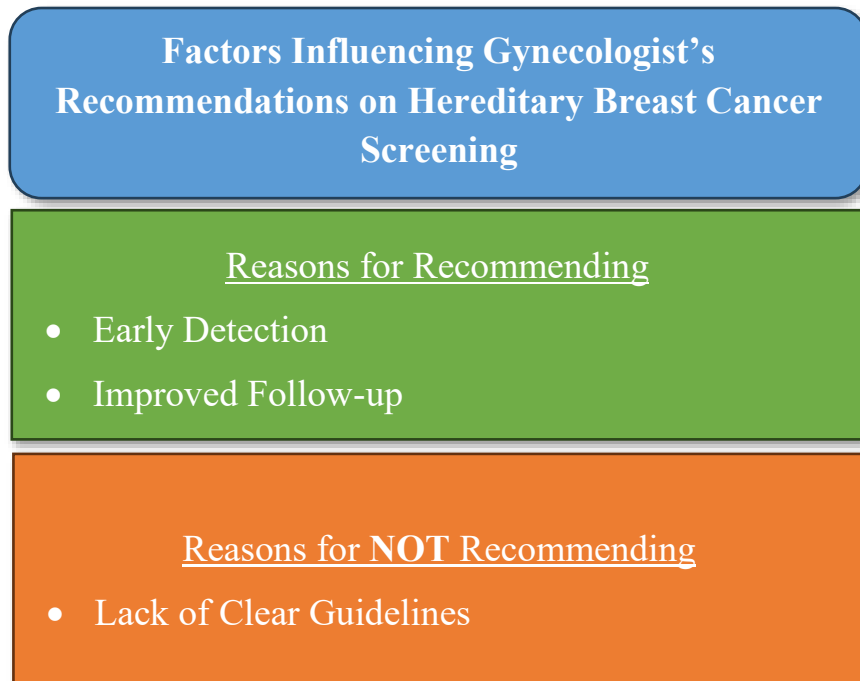 Factors Influencing Gynecologist’s
Recommendations on Hereditary Breast Cancer
Screening
Reasons for Recommending
• Early Detection
• Improved Follow-up
Reasons for NOT Recommending
• Lack of Clear Guidelines